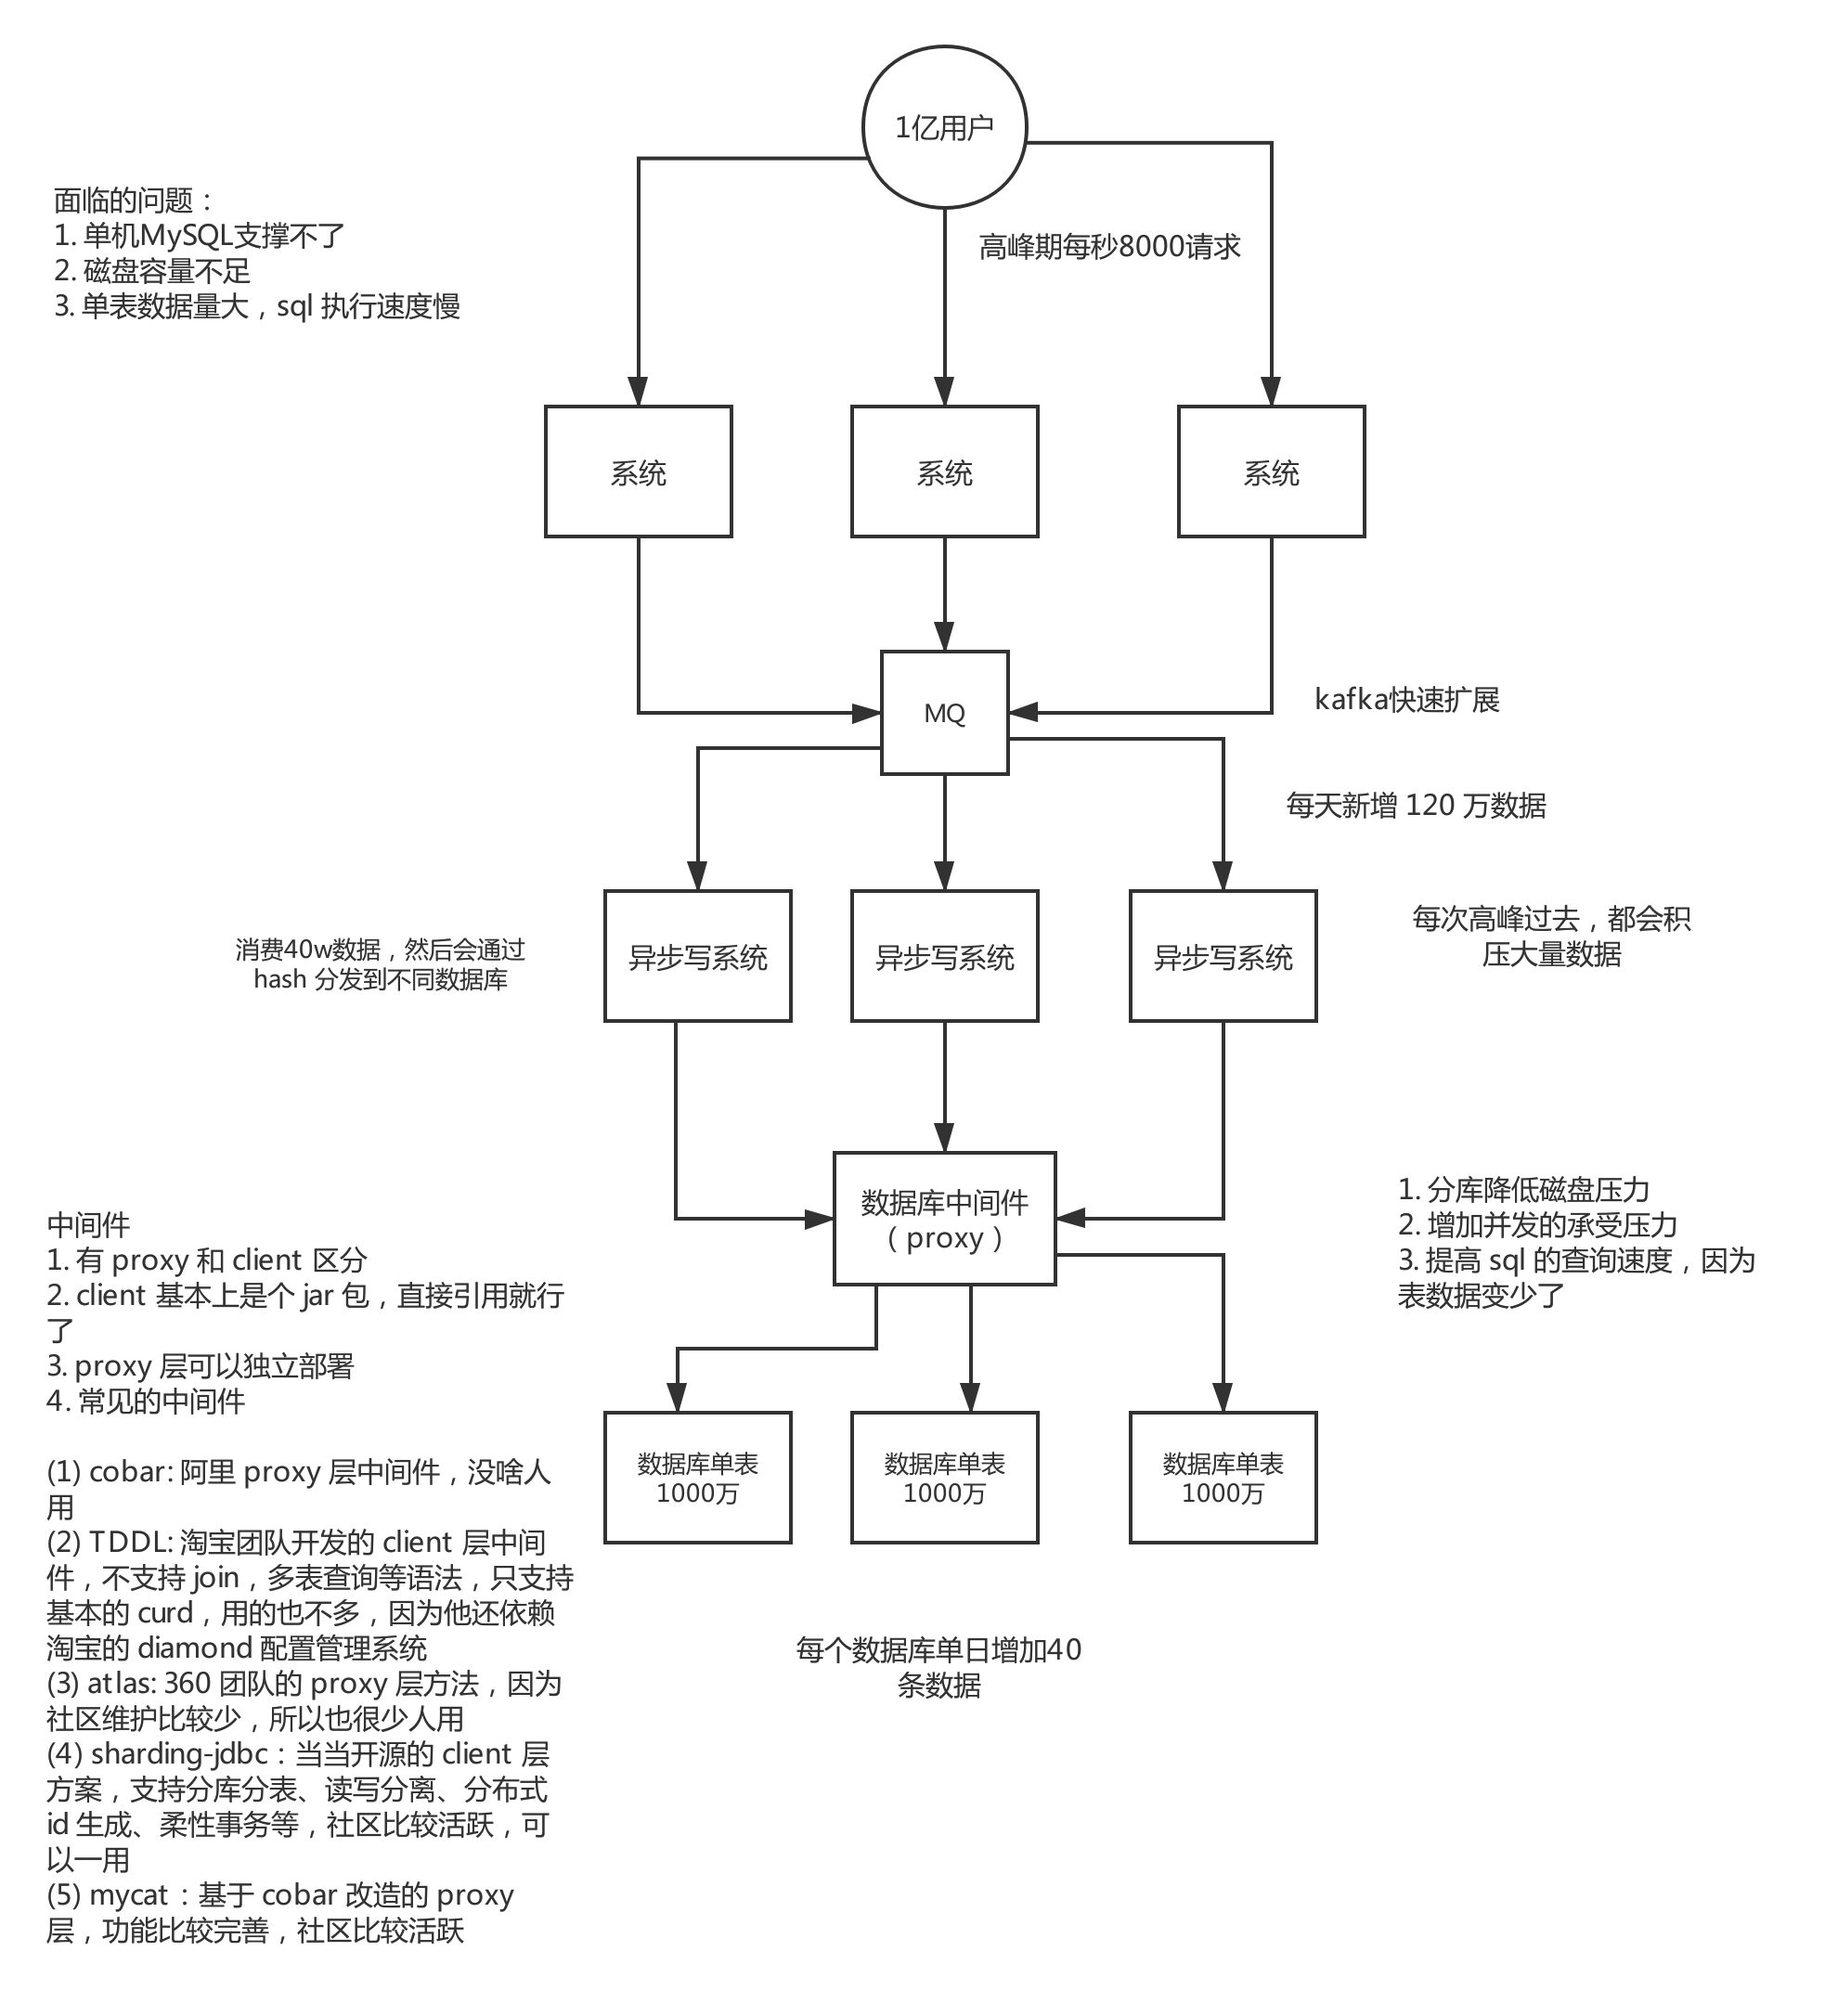 1亿用户
面临的问题：
1. 单机MySQL支撑不了
2. 磁盘容量不足
3. 单表数据量大，sql 执行速度慢
高峰期每秒8000请求
系统
系统
系统
MQ
kafka快速扩展
每天新增 120 万数据
消费40w数据，然后会通过
hash 分发到不同数据库
异步写系统
异步写系统
异步写系统
每次高峰过去，都会积
压大量数据
数据库中间件
（ proxy ）
1. 分库降低磁盘压力
2. 增加并发的承受压力
3. 提高 sql 的查询速度，因为
表数据变少了
中间件
1. 有 proxy 和 client 区分
2. client 基本上是个 jar 包，直接引用就行
了
3. proxy 层可以独立部署
4. 常见的中间件
(1) cobar: 阿里 proxy 层中间件，没啥人
用
(2) TDDL: 淘宝团队开发的 client 层中间
件，不支持 join，多表查询等语法，只支持
基本的 curd，用的也不多，因为他还依赖
淘宝的 diamond 配置管理系统
(3) atlas: 360 团队的 proxy 层方法，因为
社区维护比较少，所以也很少人用
(4) sharding-jdbc：当当开源的 client 层
方案，支持分库分表、读写分离、分布式
id 生成、柔性事务等，社区比较活跃，可
以一用
(5) mycat：基于 cobar 改造的 proxy
层，功能比较完善，社区比较活跃
数据库单表
1000万
数据库单表
1000万
数据库单表
1000万
每个数据库单日增加40
条数据